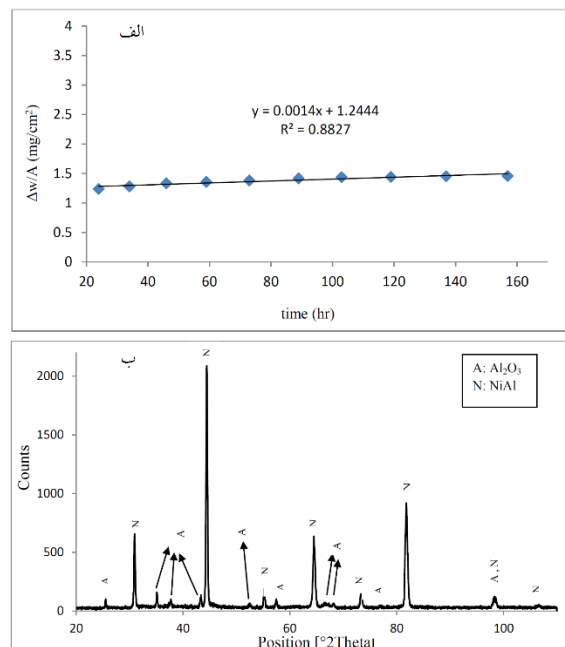 الف
4
3.5
3
2.5
2
1.5
1
0.5
0
Δw/A (mg/cm²)
y = 0.0014x + 1.2444
R² = 0.8827
20 40 60 80 100 120 140 160
time (hr)
ب
2000
1500
1000
500
0
Counts
A: Al₂O₃
N: NiAl
A
N
A
N
A
N
A
N
A
N
A
N
A , N
N
20 40 60 80 100
Position [°2Theta]